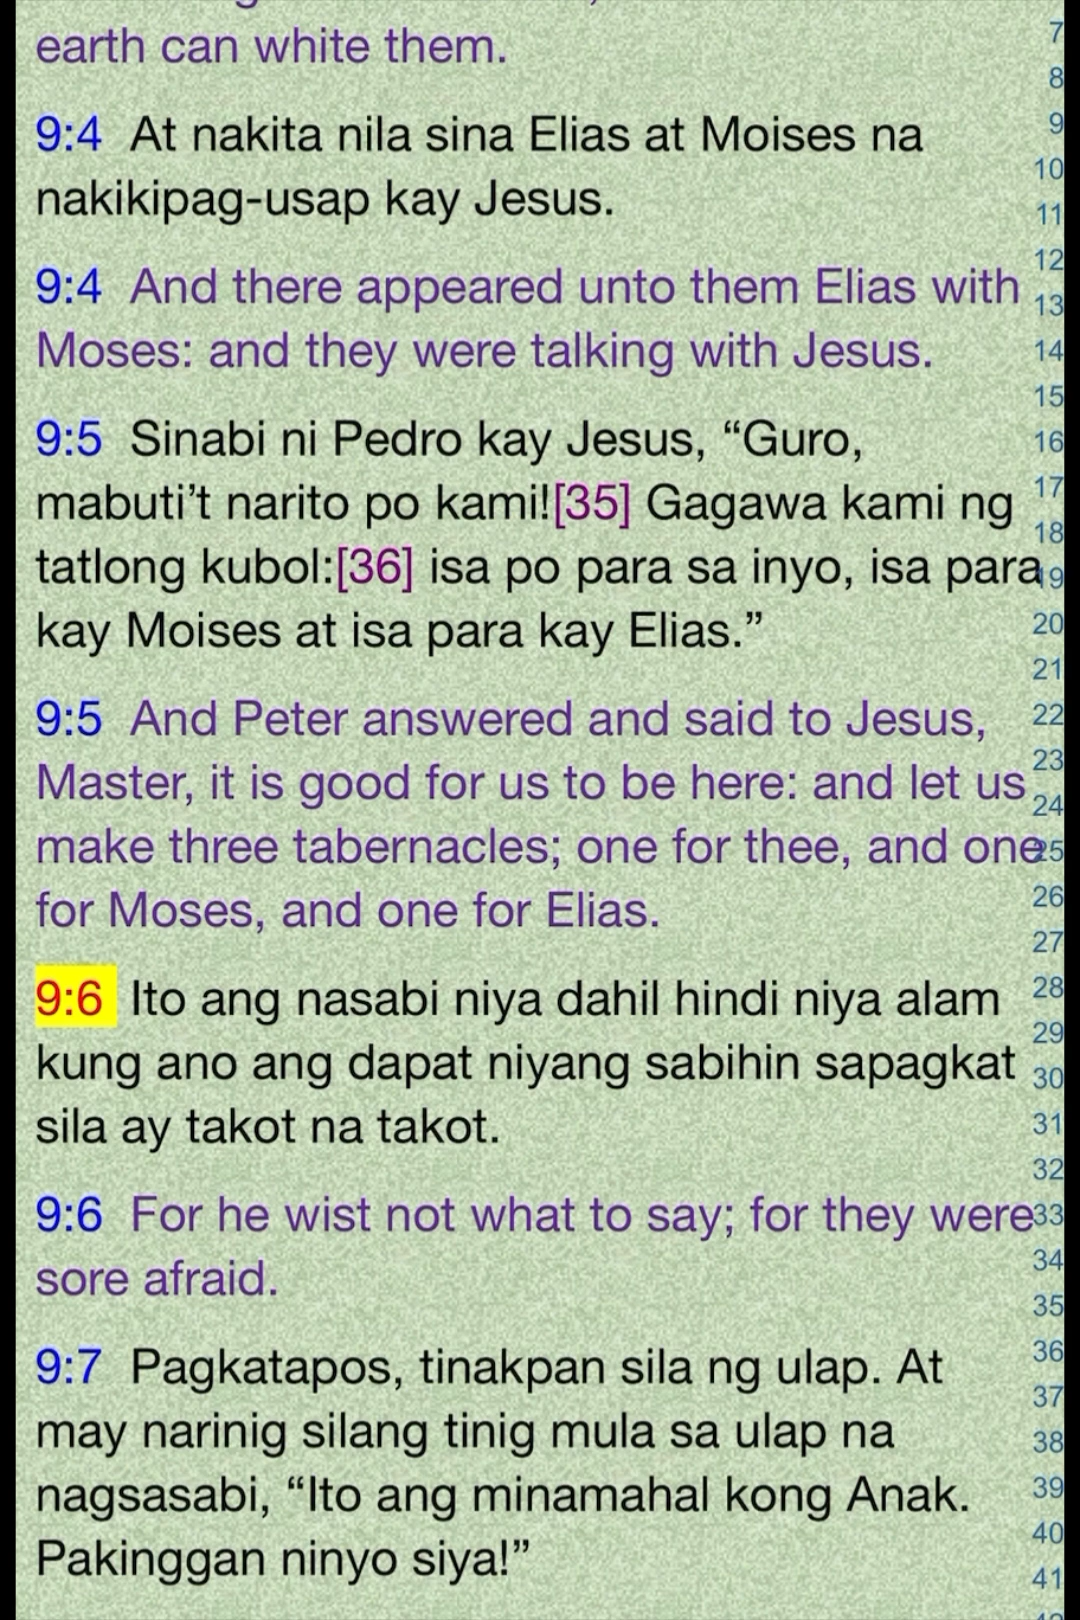 earth can white them.
9:4 At nakita nila sina Elias at Moises na
nakikipag-usap kay Jesus.
9:4 And there appeared unto them Elias with
Moses: and they were talking with Jesus.
9:5 Sinabi ni Pedro kay Jesus, “Guro,
mabuti’t narito po kami![35] Gagawa kami ng
tatlong kubol:[36] isa po para sa inyo, isa para
kay Moises at isa para kay Elias.”
9:5 And Peter answered and said to Jesus,
Master, it is good for us to be here: and let us
make three tabernacles; one for thee, and one
for Moses, and one for Elias.
9:6 Ito ang nasabi niya dahil hindi niya alam
kung ano ang dapat niyang sabihin sapagkat
sila ay takot na takot.
9:6 For he wist not what to say; for they were
sore afraid.
9:7 Pagkatapos, tinakpan sila ng ulap. At
may narinig silang tinig mula sa ulap na
nagsasabi, “Ito ang minamahal kong Anak.
Pakinggan ninyo siya!”
7
8
9
10
11
12
13
14
15
16
17
18
19
20
21
22
23
24
25
26
27
28
29
30
31
32
33
34
35
36
37
38
39
40
41